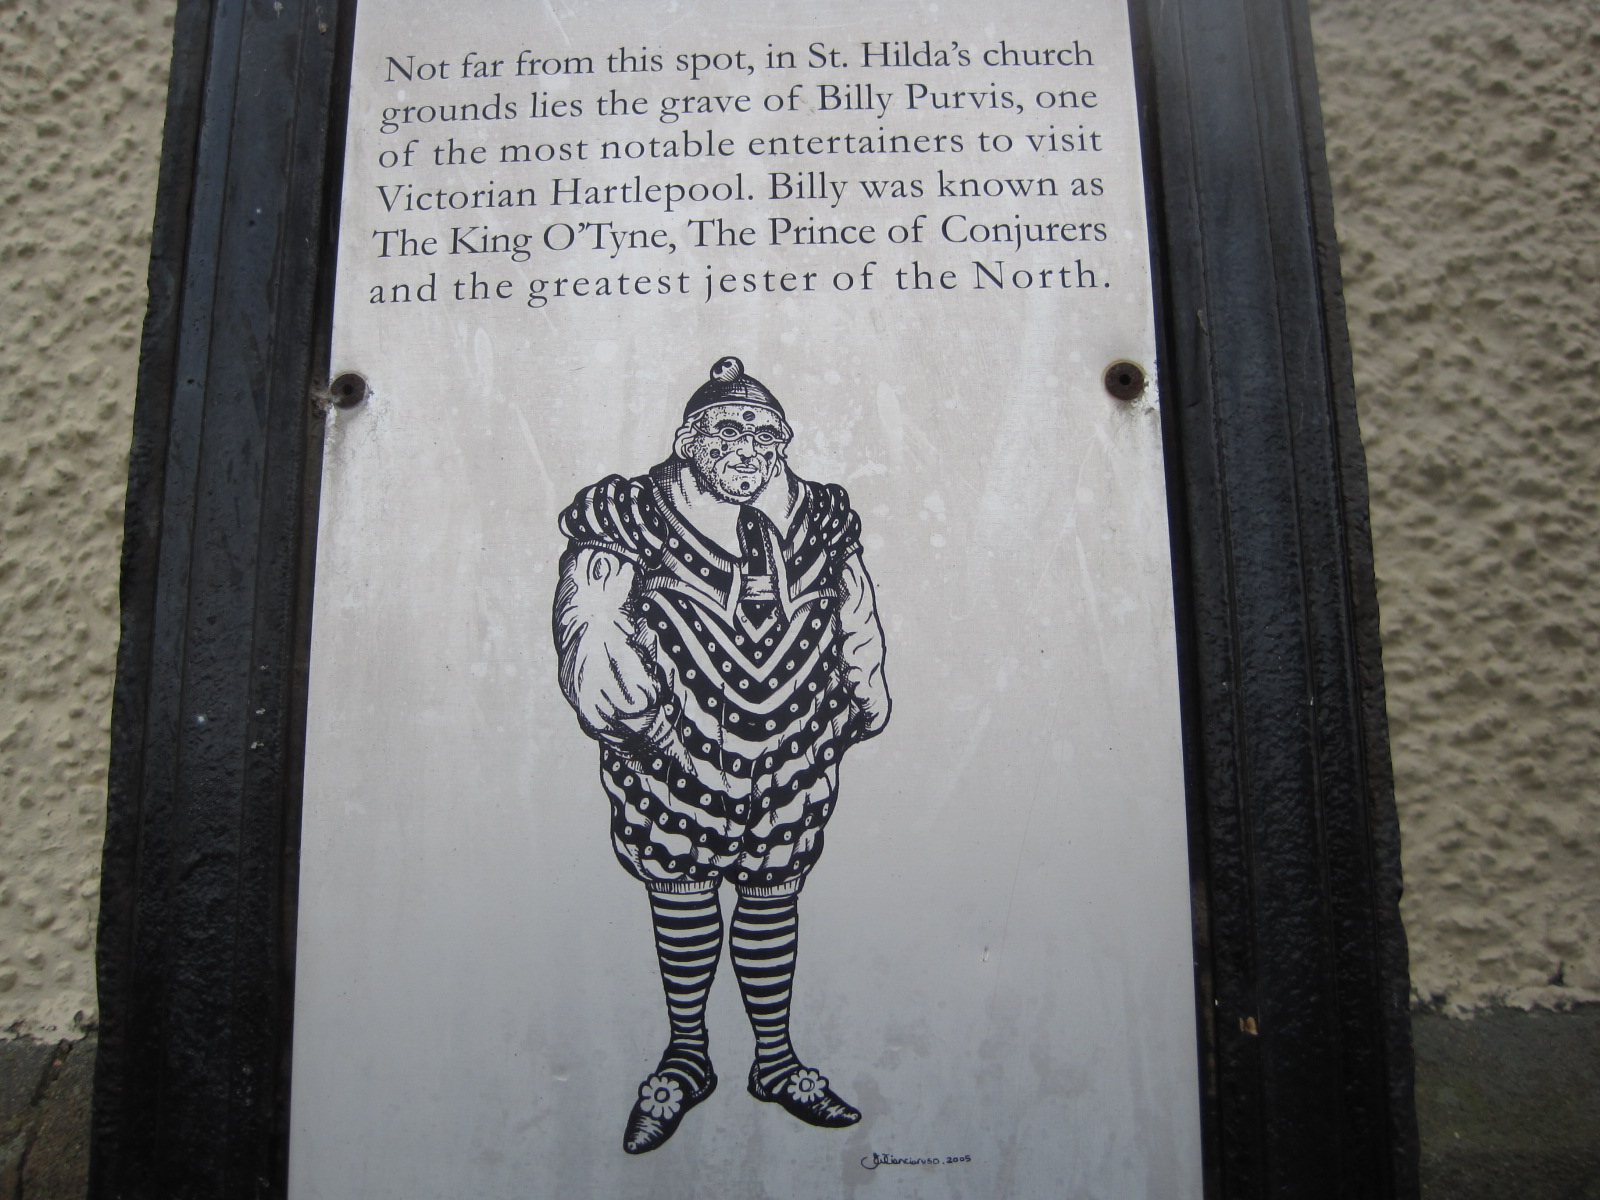 Not far from this spot, in St. Hilda's church
grounds lies the grave of Billy Purvis, one
of the most notable entertainers to visit
Victorian Hartlepool. Billy was known as
The King O'Tyne, The Prince of Conjurers
and the greatest jester of the North.
2005